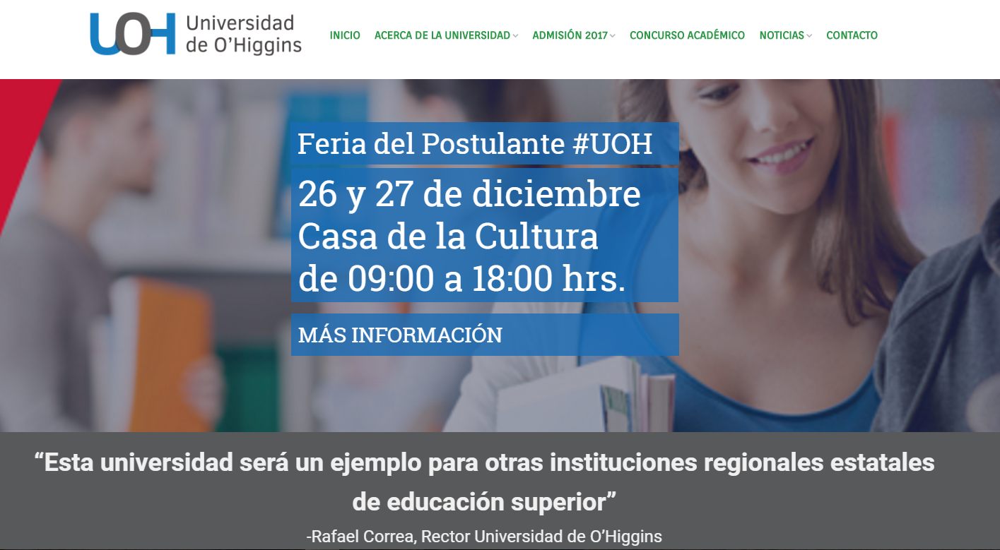 UOH Universidad
de O’Higgins
INICIO ACERCA DE LA UNIVERSIDAD ADMISIÓN 2017 CONCURSO ACADÉMICO NOTICIAS CONTACTO
Feria del Postulante #UOH
26 y 27 de diciembre
Casa de la Cultura
de 09:00 a 18:00 hrs.
MÁS INFORMACIÓN
“Esta universidad será un ejemplo para otras instituciones regionales estatales
de educación superior”
-Rafael Correa, Rector Universidad de O’Higgins